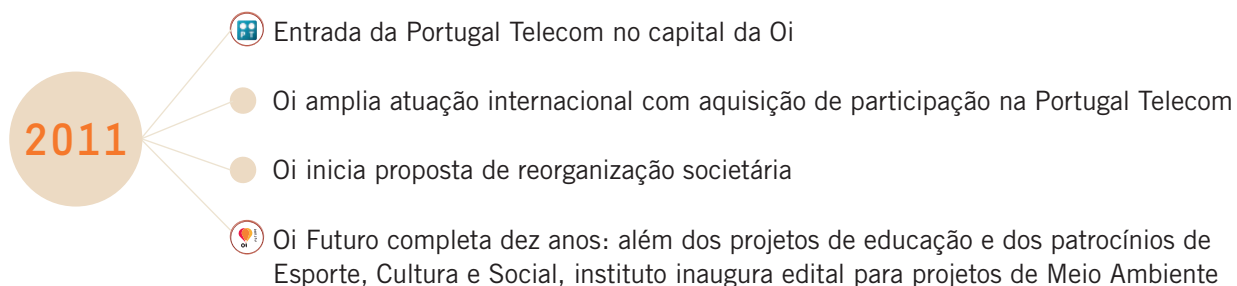 Entrada da Portugal Telecom no capital da Oi
Oi amplia atuação internacional com aquisição de participação na Portugal Telecom
2011
Oi inicia proposta de reorganização societária
Oi Futuro completa dez anos: além dos projetos de educação e dos patrocínios de
Esporte, Cultura e Social, instituto inaugura edital para projetos de Meio Ambiente